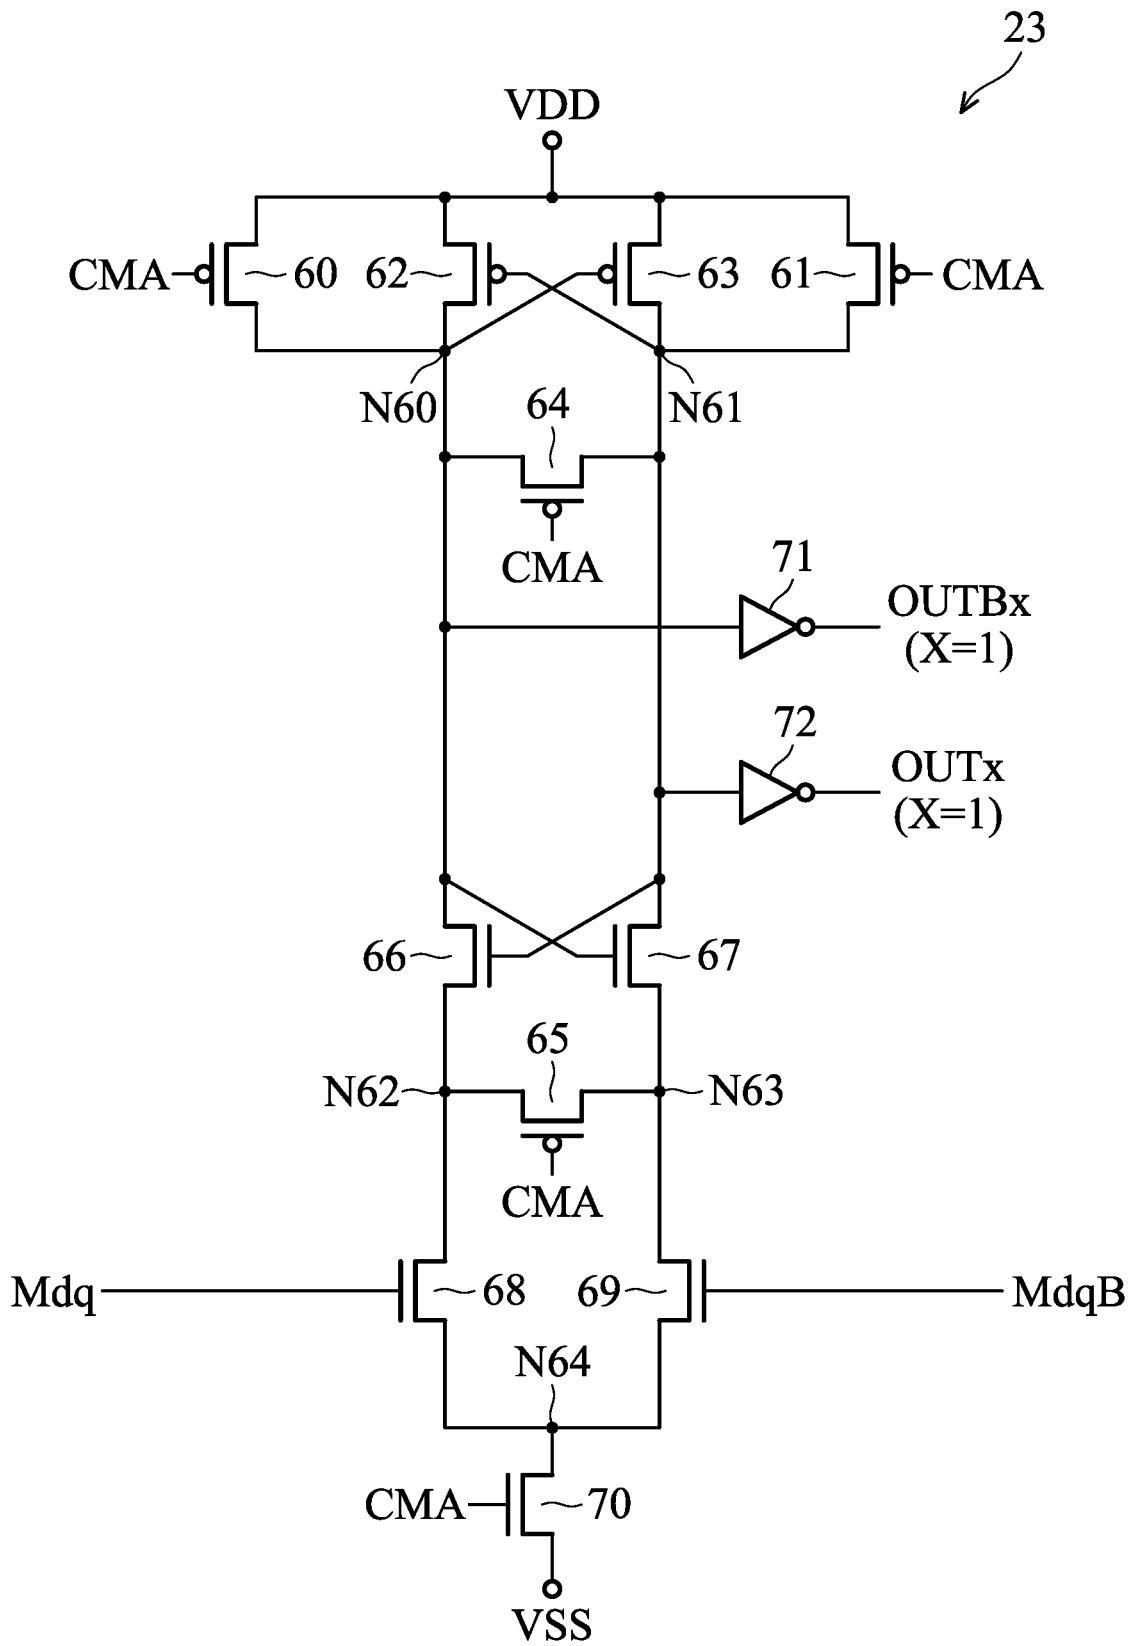 23
VDD
CMA 60 62 63 61 CMA
N60 64 N61
CMA
71
OUTBx
(X=1)
72
OUTx
(X=1)
66 67
65
N62 N63
CMA
Mdq 68 69 MdqB
N64
CMA 70
VSS